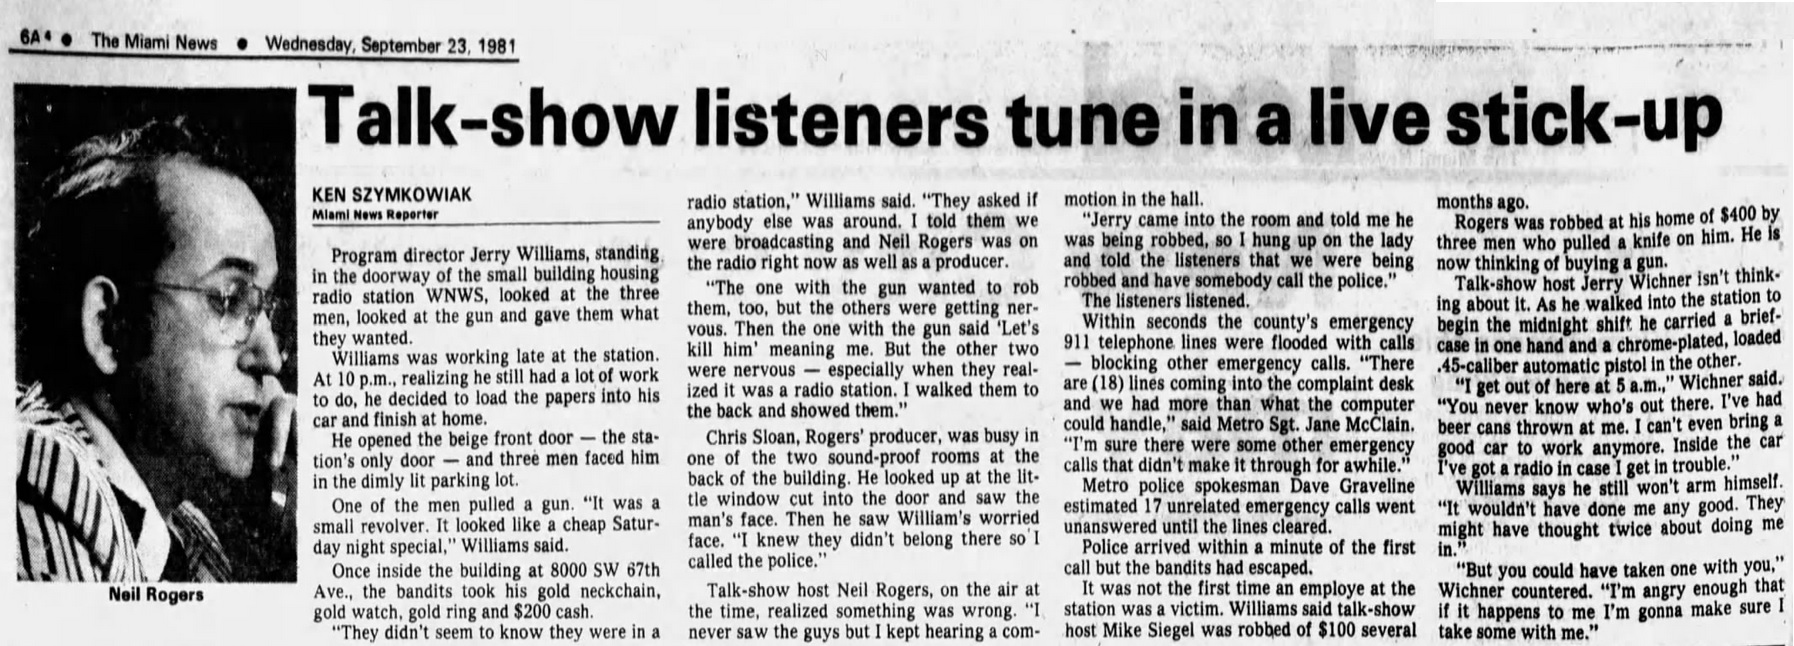 6A • The Miami News • Wednesday, September 23, 1981
Talk-show listeners tune in a live stick-up
Neil Rogers
KEN SZYMKOWIAK
Miami News Reporter
Program director Jerry Williams, standing
in the doorway of the small building housing
radio station WNWS, looked at the three
men, looked at the gun and gave them what
they wanted.
Williams was working late at the station.
At 10 p.m., realizing he still had a lot of work
to do, he decided to load the papers into his
car and finish at home.
He opened the beige front door — the sta-
tion's only door — and three men faced him
in the dimly lit parking lot.
One of the men pulled a gun. "It was a
small revolver. It looked like a cheap Satur-
day night special," Williams said.
Once inside the building at 8000 SW 67th
Ave., the bandits took his gold neckchain,
gold watch, gold ring and $200 cash.
"They didn't seem to know they were in a
radio station," Williams said. "They asked if
anybody else was around. I told them we
were broadcasting and Neil Rogers was on
the radio right now as well as a producer.
"The one with the gun wanted to rob
them, too, but the others were getting ner-
vous. Then the one with the gun said 'Let's
kill him' meaning me. But the other two
were nervous — especially when they real-
ized it was a radio station. I walked them to
the back and showed them."
Chris Sloan, Rogers' producer, was busy in
one of the two sound-proof rooms at the
back of the building. He looked up at the lit-
tle window cut into the door and saw the
man's face. Then he saw William's worried
face. "I knew they didn't belong there so I
called the police."
Talk-show host Neil Rogers, on the air at
the time, realized something was wrong. "I
never saw the guys but I kept hearing a com-
motion in the hall.
"Jerry came into the room and told me he
was being robbed, so I hung up on the lady
and told the listeners that we were being
robbed and have somebody call the police."
The listeners listened.
Within seconds the county's emergency
911 telephone lines were flooded with calls
— blocking other emergency calls. "There
are (18) lines coming into the complaint desk
and we had more than what the computer
could handle," said Metro Sgt. Jane McClain.
"I'm sure there were some other emergency
calls that didn't make it through for awhile."
Metro police spokesman Dave Graveline
estimated 17 unrelated emergency calls went
unanswered until the lines cleared.
Police arrived within a minute of the first
call but the bandits had escaped.
It was not the first time an employe at the
station was a victim. Williams said talk-show
host Mike Siegel was robbed of $100 several
months ago.
Rogers was robbed at his home of $400 by
three men who pulled a knife on him. He is
now thinking of buying a gun.
Talk-show host Jerry Wichner isn't think-
ing about it. As he walked into the station to
begin the midnight shift he carried a brief-
case in one hand and a chrome-plated, loaded
.45-caliber automatic pistol in the other.
"I get out of here at 5 a.m.," Wichner said.
"You never know who's out there. I've had
beer cans thrown at me. I can't even bring a
good car to work anymore. Inside the car
I've got a radio in case I get in trouble."
Williams says he still won't arm himself.
"It wouldn't have done me any good. They
might have thought twice about doing me
in."
"But you could have taken one with you,"
Wichner countered. "I'm angry enough that
if it happens to me I'm gonna make sure I
take some with me."